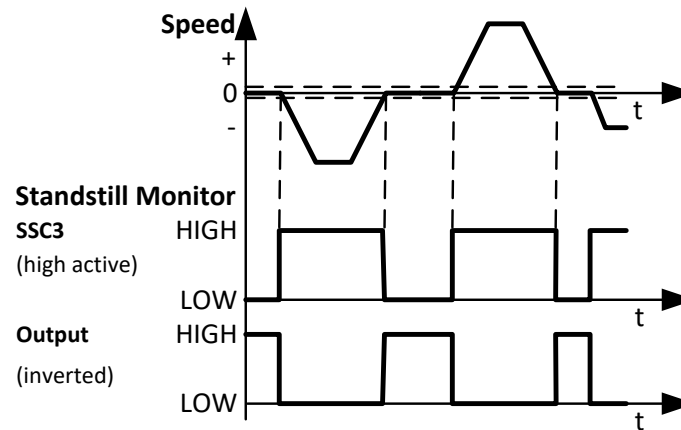 Speed
+
0
-
t
Standstill Monitor
SSC3 HIGH
(high active)
LOW
t
Output HIGH
(inverted)
LOW
t